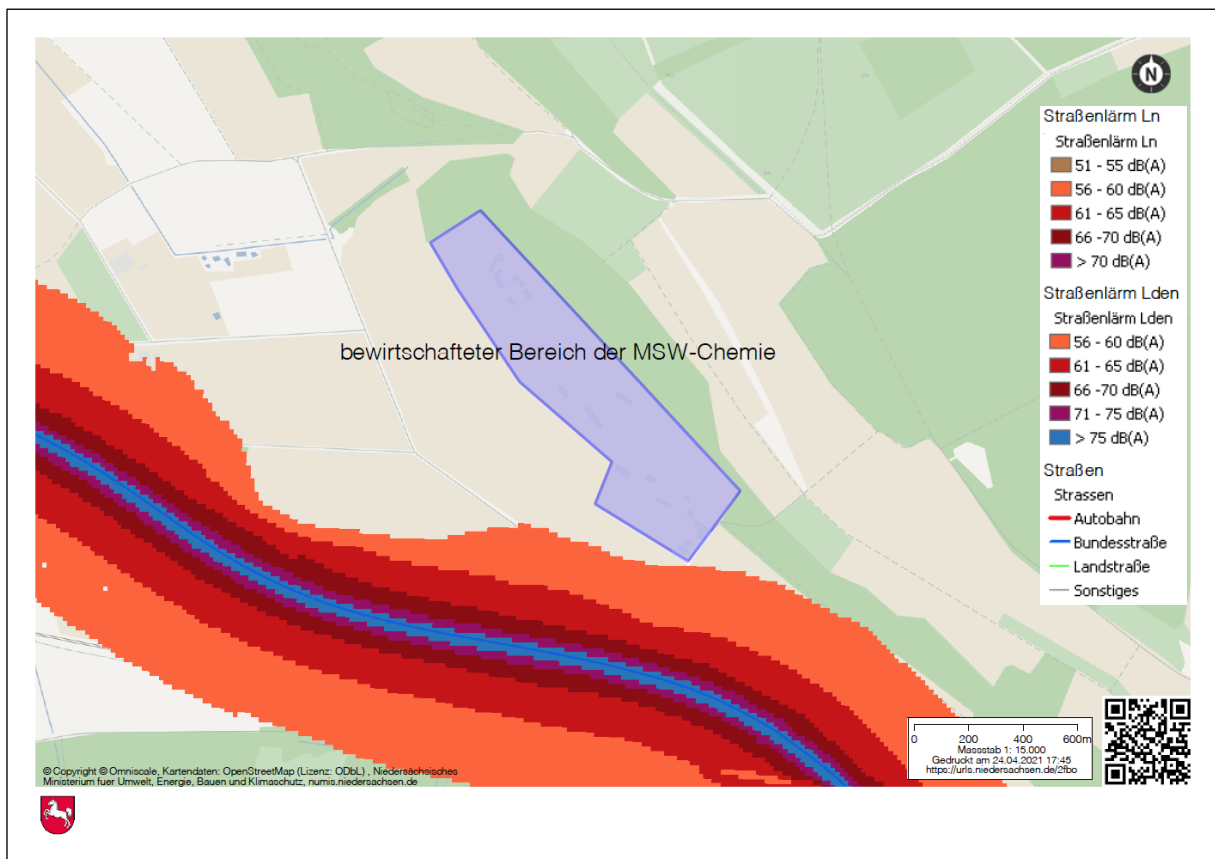 N
Straßenlärm Ln
Straßenlärm Ln
51 - 55 dB(A)
56 - 60 dB(A)
61 - 65 dB(A)
66 -70 dB(A)
> 70 dB(A)
Straßenlärm Lden
Straßenlärm Lden
56 - 60 dB(A)
61 - 65 dB(A)
66 -70 dB(A)
71 - 75 dB(A)
> 75 dB(A)
Straßen
Strassen
Autobahn
Bundesstraße
Landstraße
Sonstiges
bewirtschafteter Bereich der MSW-Chemie
0 200 400 600m
Massstab 1: 15.000
Gedruckt am 24.04.2021 17:45
https://urls.niedersachsen.de/2fbo
© Copyright © Omniscale, Kartendaten: OpenStreetMap (Lizenz: ODbL) , Niedersächsisches
Ministerium fuer Umwelt, Energie, Bauen und Klimaschutz, numis.niedersachsen.de